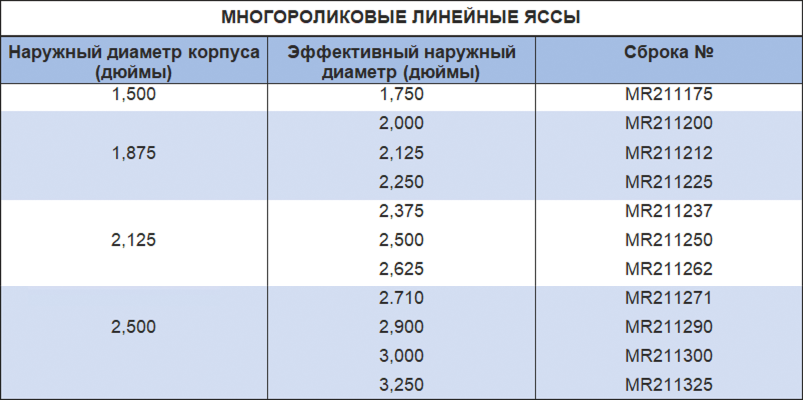 МНОГОРОЛИКОВЫЕ ЛИНЕЙНЫЕ ЯССЫ
Наружный диаметр корпуса (дюймы) Эффективный наружный диаметр (дюймы) Сброка №
1,500 1,750 MR211175
2,000 MR211200
1,875 2,125 MR211212
2,250 MR211225
2,375 MR211237
2,125 2,500 MR211250
2,625 MR211262
2.710 MR211271
2,500 2,900 MR211290
3,000 MR211300
3,250 MR211325